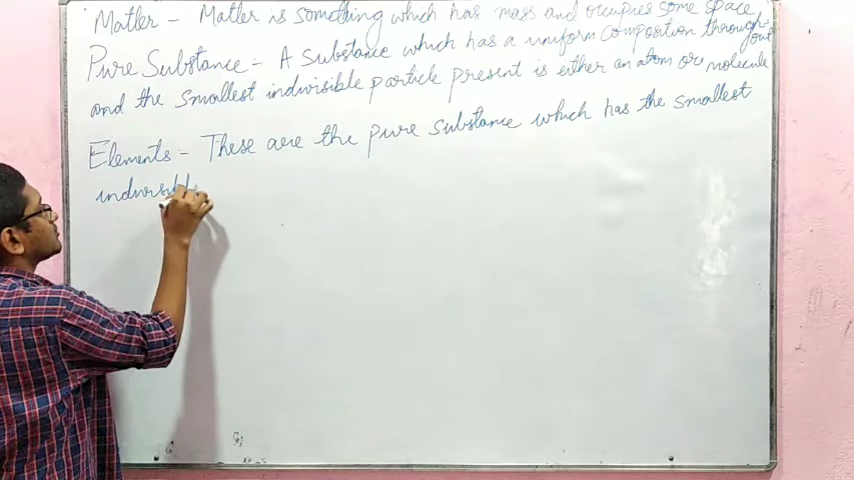 Matter - Matter is something which has mass and occupies some space
Pure Substance - A Substance which has a uniform Composition throughout
and the smallest indivisible particle present is either an atom or molecule
Elements - These are the pure substance which has the smallest
indivisible